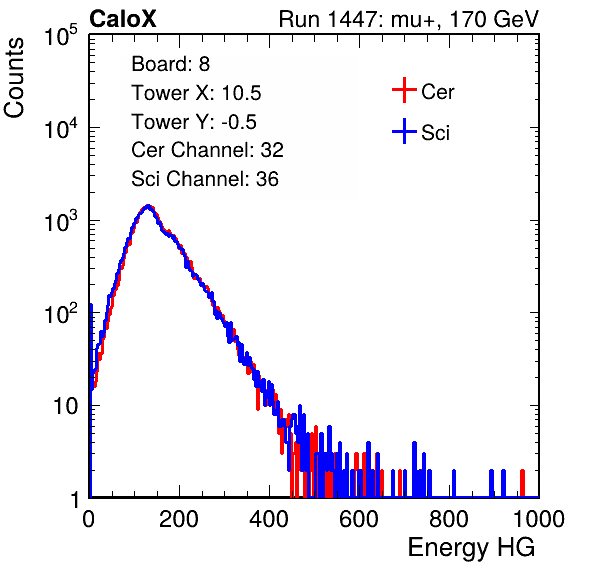 CaloX Run 1447: mu+, 170 GeV
Counts
Board: 8
Tower X: 10.5
Tower Y: -0.5
Cer Channel: 32
Sci Channel: 36
Cer
Sci
10^5
10^4
10^3
10^2
10
1
0 200 400 600 800 1000
Energy HG